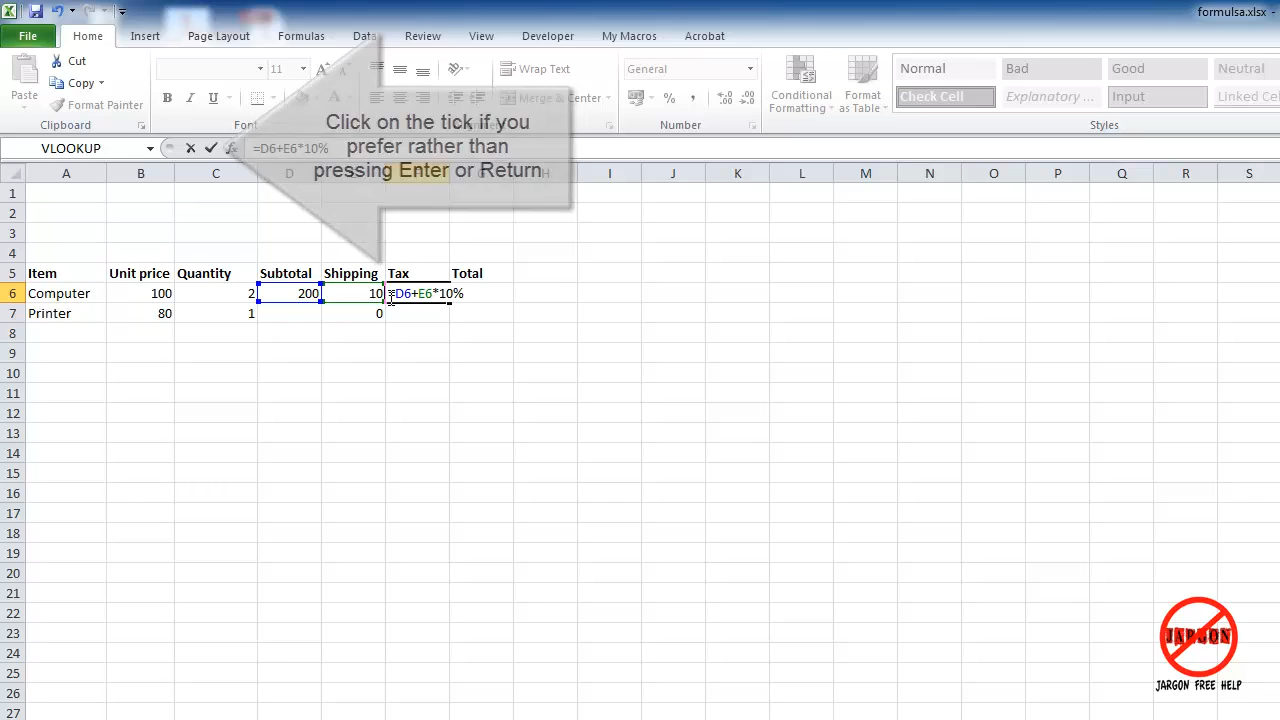 formulsa.xlsx -
File Home Insert Page Layout Formulas Data Review View Developer My Macros Acrobat
Cut
Copy
Format Painter
Paste
Clipboard
11
B I U
Wrap Text
Merge & Center
General
% ,
Number
Conditional Formatting
Format as Table
Normal Bad Good Neutral
Check Cell Explanatory ... Input Linked Cel
Styles
VLOOKUP fx =D6+E6*10%
Click on the tick if you
prefer rather than
pressing Enter or Return
A B C D E F G H I J K L M N O P Q R S
1
2
3
4
5 Item Unit price Quantity Subtotal Shipping Tax Total
6 Computer 100 2 200 10 =D6+E6*10%
7 Printer 80 1 0
8
9
10
11
12
13
14
15
16
17
18
19
20
21
22
23
24
25
26
27
JARGON
JARGON FREE HELP